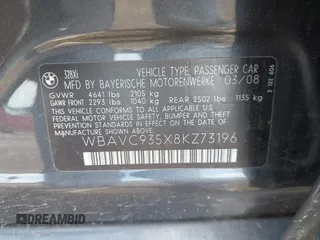 328Xi VEHICLE TYPE: PASSENGER CAR
MFD BY BAYERISCHE MOTORENWERKE 03/08
GVWR 4641 lbs 2105 kg
GAWR FRONT 2293 lbs 1040 kg REAR 2502 lbs 1135 kg
THIS VEHICLE CONFORMS TO ALL APPLICABLE
FEDERAL MOTOR VEHICLE SAFETY, BUMPER, AND
THEFT PREVENTION STANDARDS IN EFFECT ON THE
DATE OF MANUFACTURE SHOWN ABOVE.
WBAVC935X8KZ73196
DREAMBID